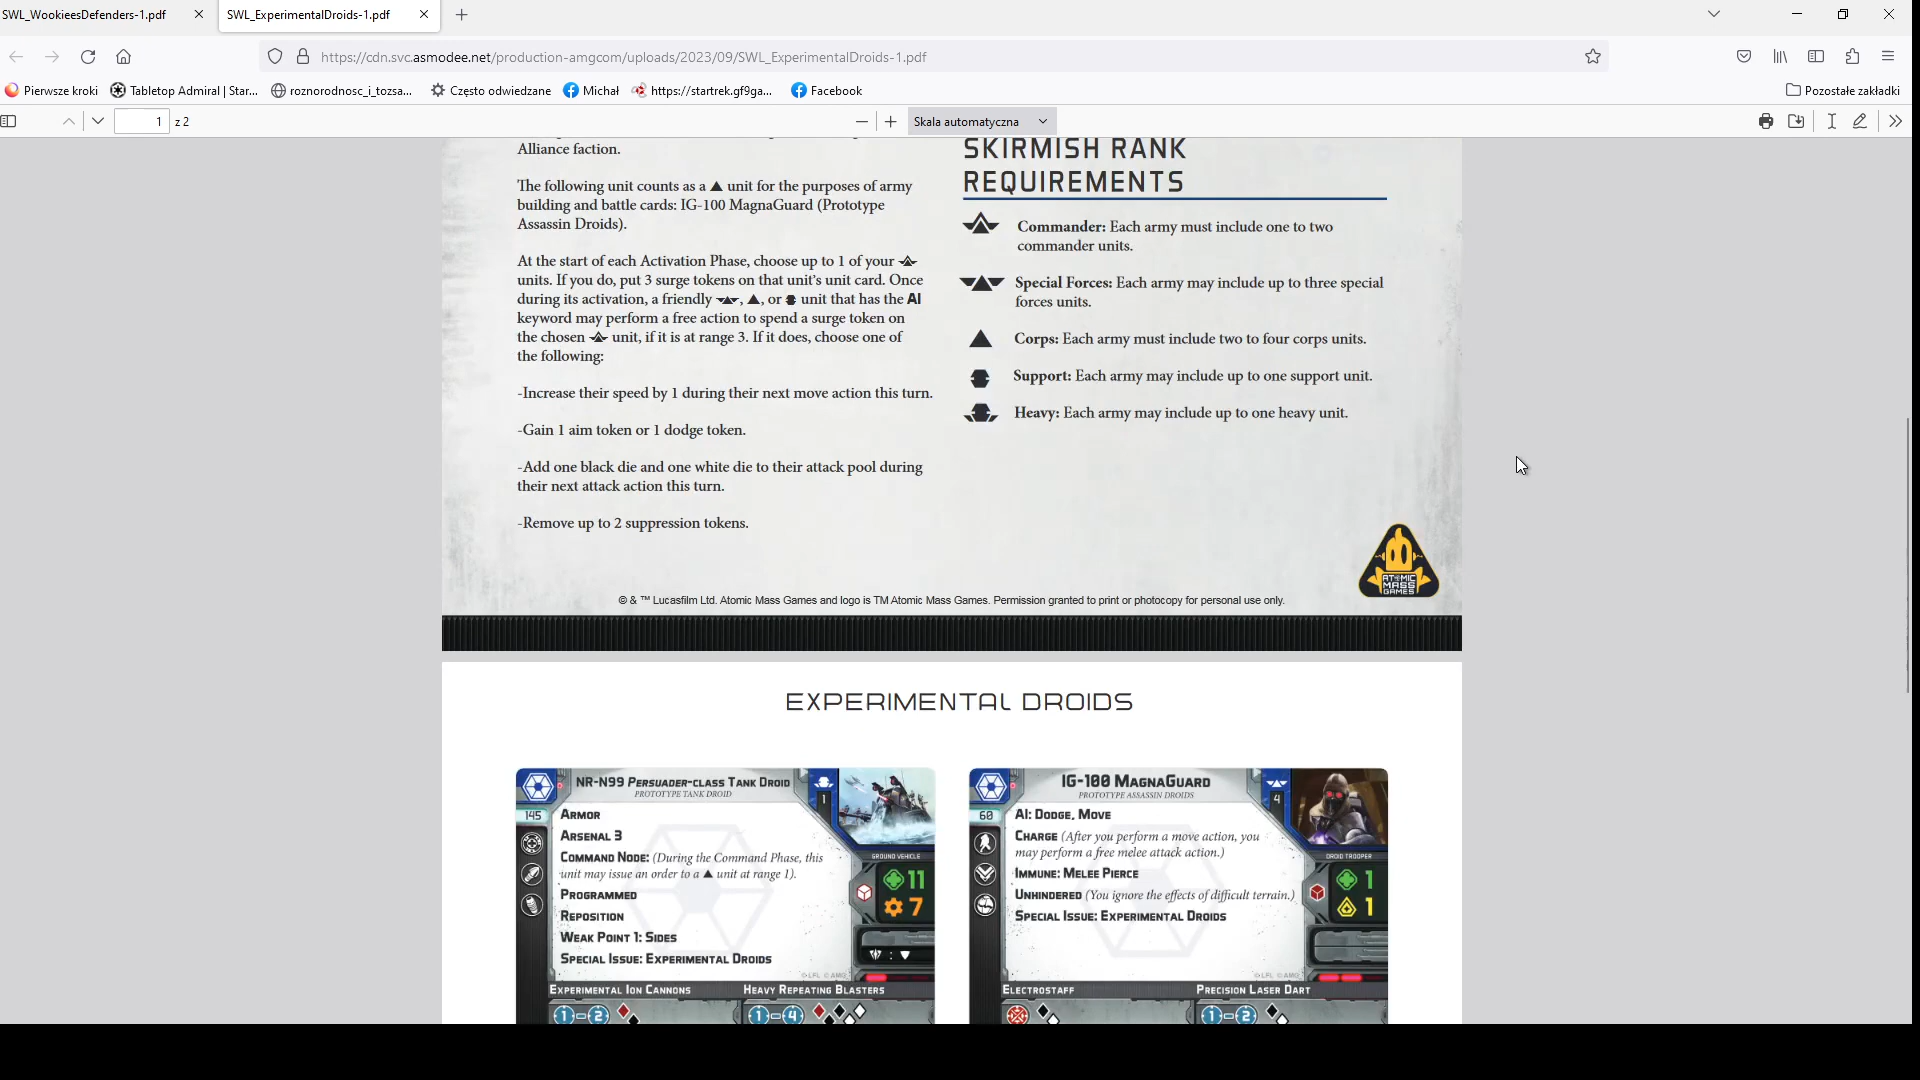 SWL_WookieesDefenders-1.pdf
SWL_ExperimentalDroids-1.pdf
https://cdn.svc.asmodee.net/production-amgcom/uploads/2023/09/SWL_ExperimentalDroids-1.pdf
Pierwsze kroki
Tabletop Admiral | Star...
roznorodnosc_i_tozsa...
Często odwiedzane
Michał
https://startrek.gf9ga...
Facebook
Pozostałe zakładki
1 z 2
Skala automatyczna
Alliance faction.
The following unit counts as a ▲ unit for the purposes of army
building and battle cards: IG-100 MagnaGuard (Prototype
Assassin Droids).
At the start of each Activation Phase, choose up to 1 of your
units. If you do, put 3 surge tokens on that unit's unit card. Once
during its activation, a friendly , ▲, or unit that has the AI
keyword may perform a free action to spend a surge token on
the chosen unit, if it is at range 3. If it does, choose one of
the following:
-Increase their speed by 1 during their next move action this turn.
-Gain 1 aim token or 1 dodge token.
-Add one black die and one white die to their attack pool during
their next attack action this turn.
-Remove up to 2 suppression tokens.
SKIRMISH RANK
REQUIREMENTS
Commander: Each army must include one to two
commander units.
Special Forces: Each army may include up to three special
forces units.
Corps: Each army must include two to four corps units.
Support: Each army may include up to one support unit.
Heavy: Each army may include up to one heavy unit.
ATOMIC
MASS
GAMES
© & ™ Lucasfilm Ltd. Atomic Mass Games and logo is TM Atomic Mass Games. Permission granted to print or photocopy for personal use only.
EXPERIMENTAL DROIDS
NR-N99 PERSUADER-CLASS TANK DROID
PROTOTYPE TANK DROID
1
145
ARMOR
ARSENAL 3
COMMAND NODE: (During the Command Phase, this
unit may issue an order to a ▲ unit at range 1).
PROGRAMMED
REPOSITION
WEAK POINT 1: SIDES
SPECIAL ISSUE: EXPERIMENTAL DROIDS
GROUND VEHICLE
11
7
©LFL ©AMG
EXPERIMENTAL ION CANNONS
HEAVY REPEATING BLASTERS
1-2
1-4
IG-100 MAGNAGUARD
PROTOTYPE ASSASSIN DROIDS
4
60
AI: DODGE, MOVE
CHARGE (After you perform a move action, you
may perform a free melee attack action.)
IMMUNE: MELEE PIERCE
UNHINDERED (You ignore the effects of difficult terrain.)
SPECIAL ISSUE: EXPERIMENTAL DROIDS
DROID TROOPER
1
1
©LFL ©AMG
ELECTROSTAFF
PRECISION LASER DART
1-2